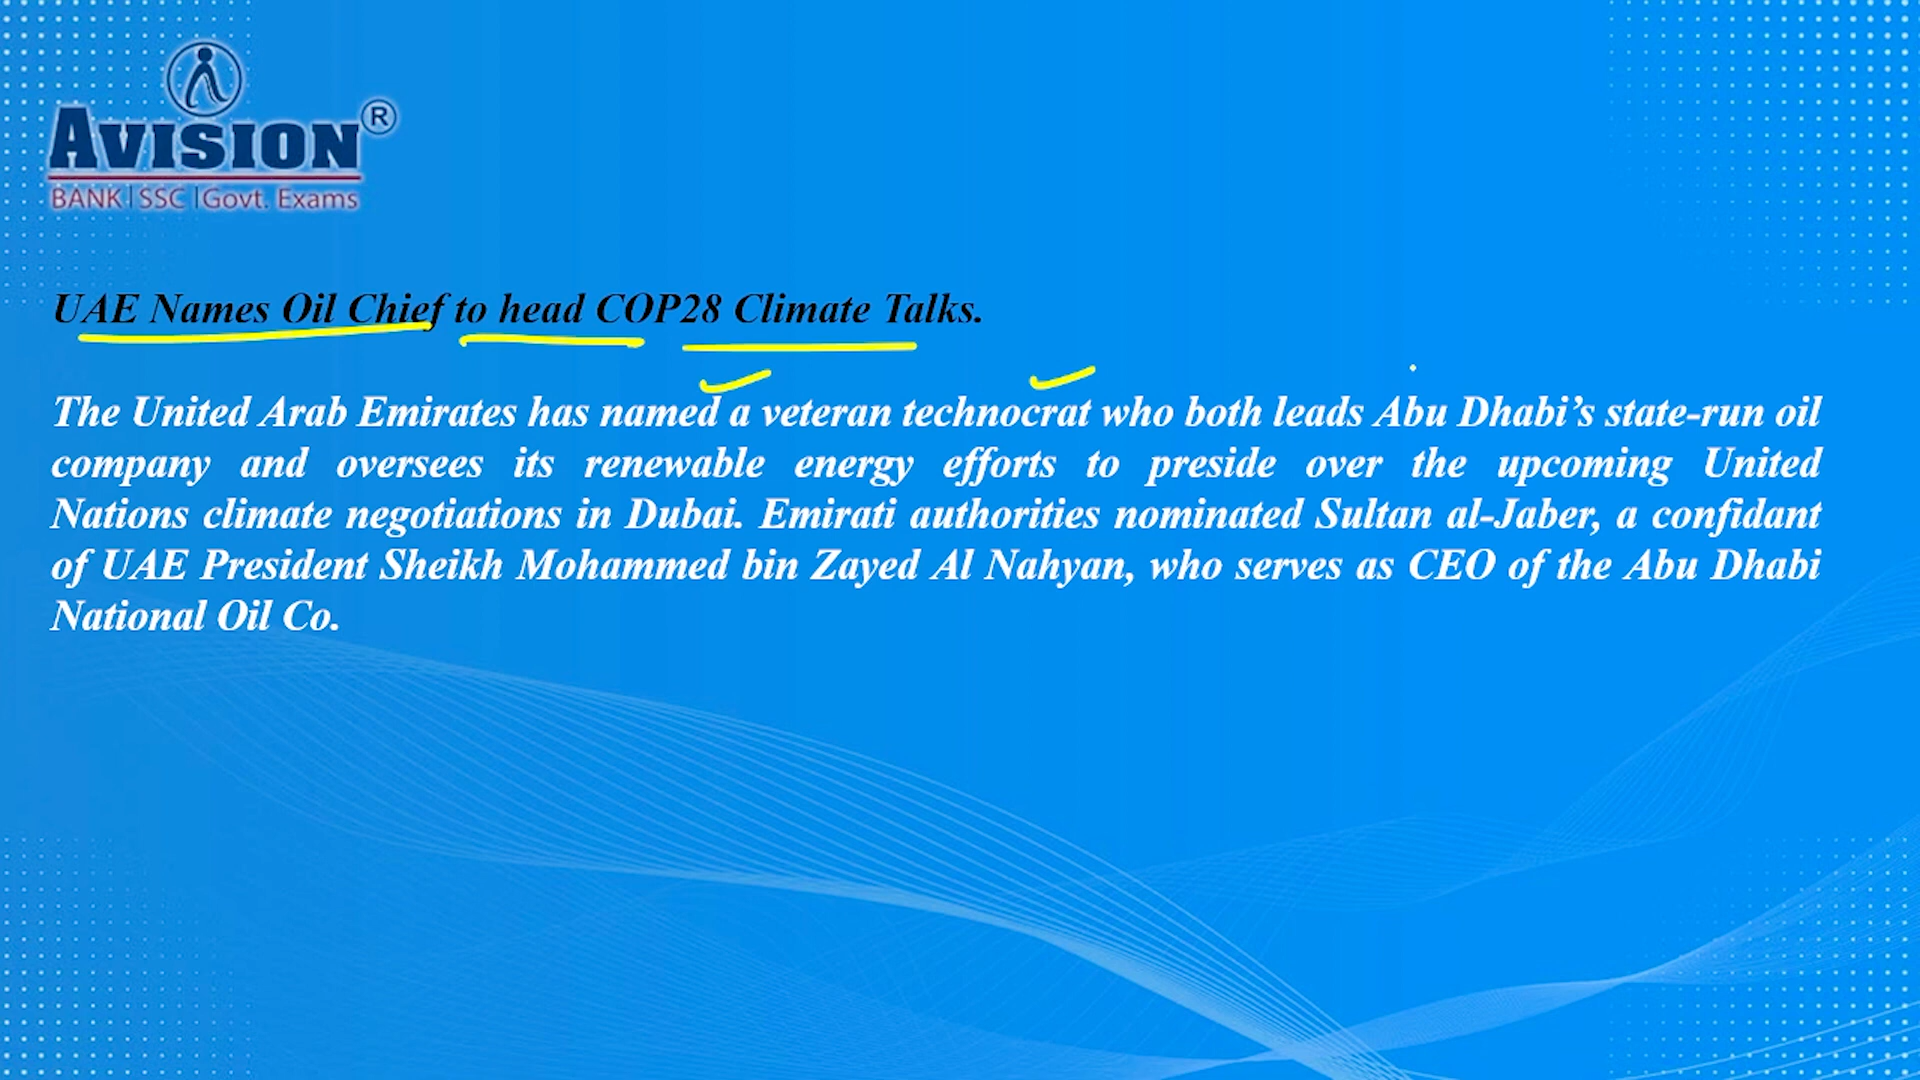 AVISION®
BANK | SSC | Govt. Exams
UAE Names Oil Chief to head COP28 Climate Talks.
The United Arab Emirates has named a veteran technocrat who both leads Abu Dhabi’s state-run oil
company and oversees its renewable energy efforts to preside over the upcoming United
Nations climate negotiations in Dubai. Emirati authorities nominated Sultan al-Jaber, a confidant
of UAE President Sheikh Mohammed bin Zayed Al Nahyan, who serves as CEO of the Abu Dhabi
National Oil Co.